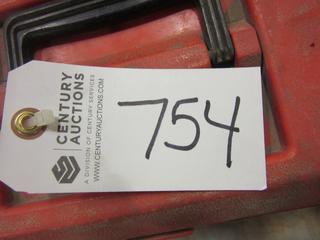 CENTURY
AUCTIONS
A DIVISION OF CENTURY SERVICES
WWW.CENTURYAUCTIONS.COM
754